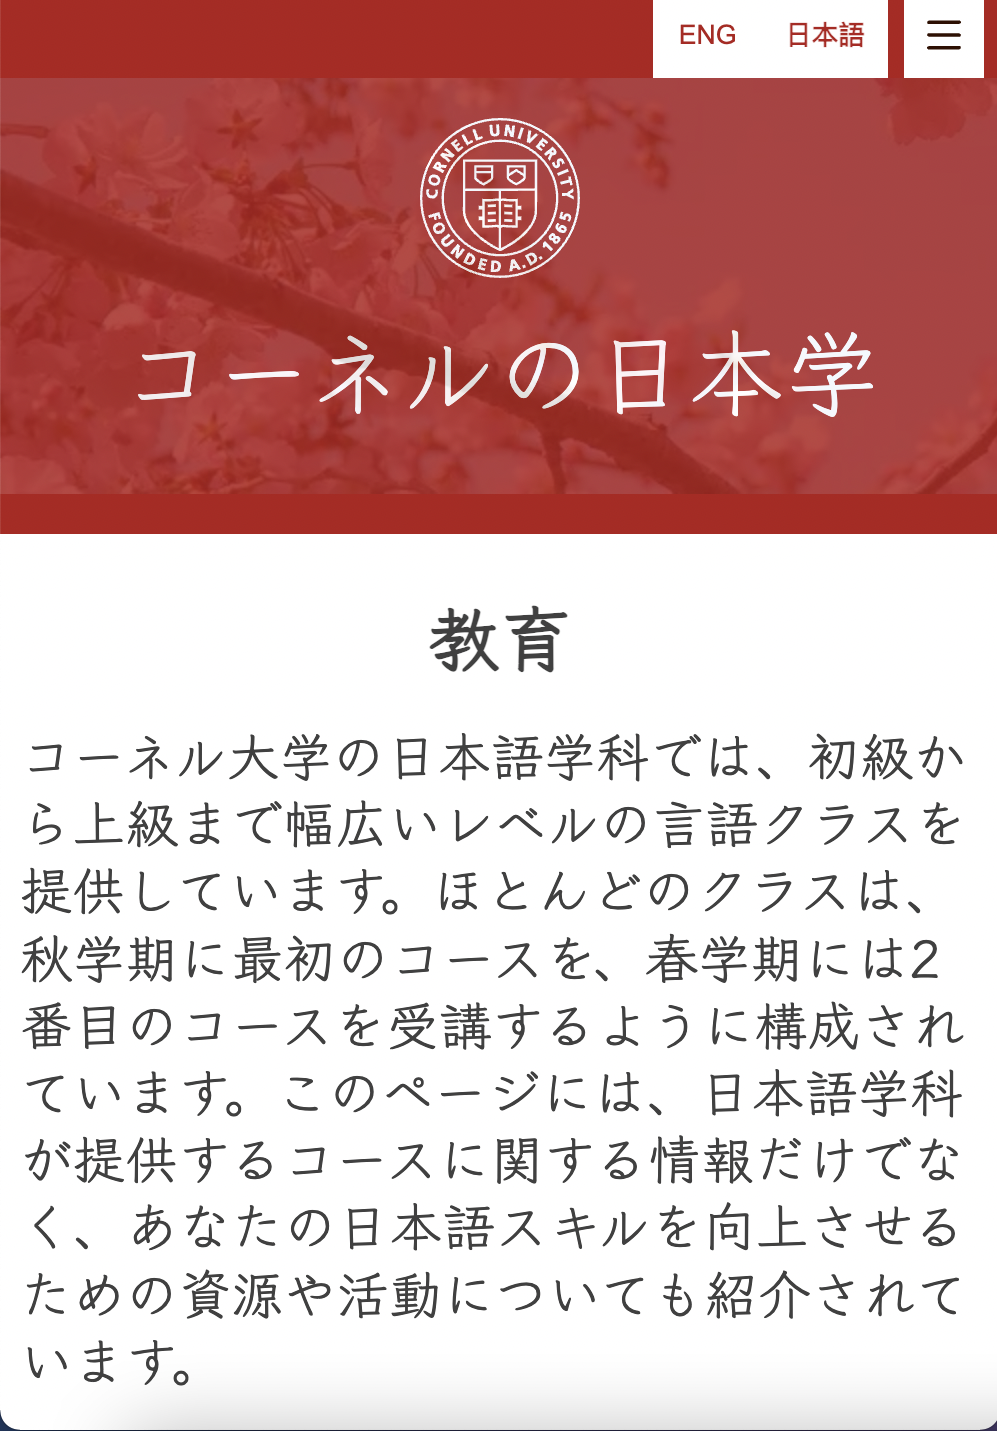 ENG 日本語
CORNELL UNIVERSITY
FOUNDED A.D. 1865
コーネルの日本学
教育
コーネル大学の日本語学科では、初級か
ら上級まで幅広いレベルの言語クラスを
提供しています。ほとんどのクラスは、
秋学期に最初のコースを、春学期には2
番目のコースを受講するように構成され
ています。このページには、日本語学科
が提供するコースに関する情報だけでな
く、あなたの日本語スキルを向上させる
ための資源や活動についても紹介されて
います。